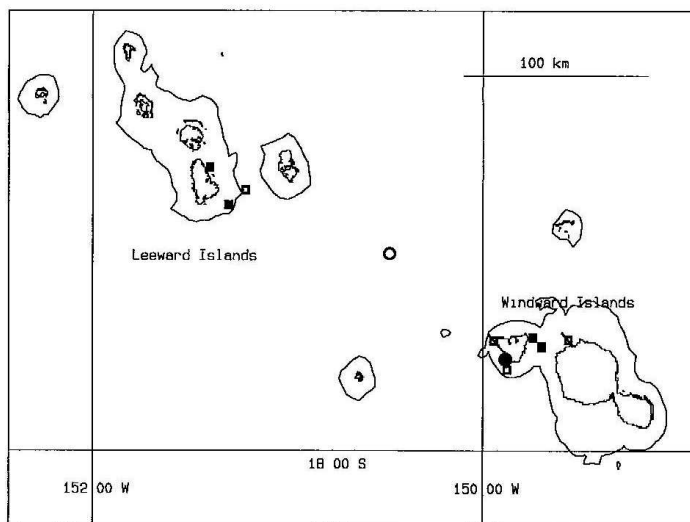 100 km
Leeward Islands
Windward Islands
18 00 S
152 00 W
150 00 W